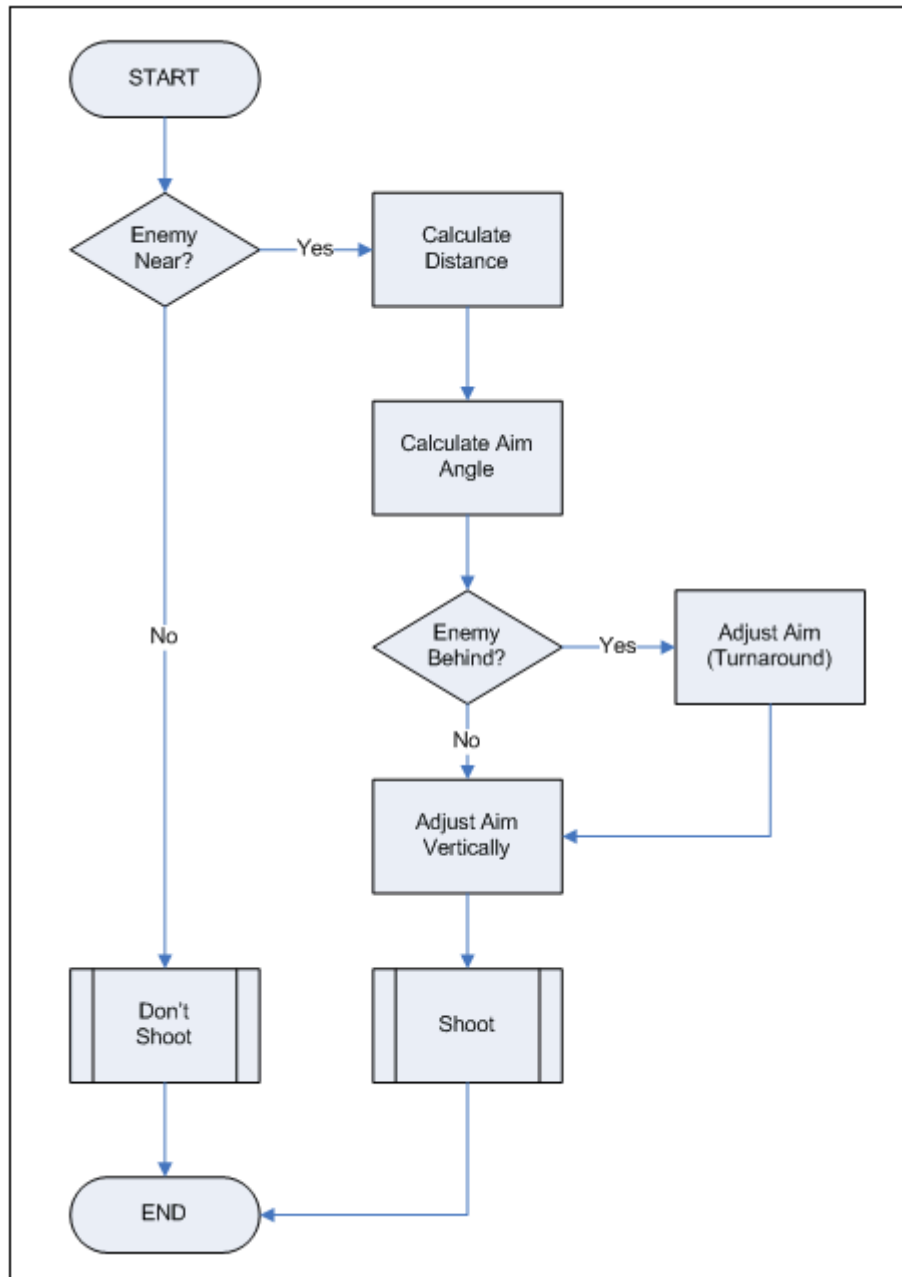 START
Enemy
Near?
Yes
Calculate
Distance
Calculate Aim
Angle
Enemy
Behind?
Yes
Adjust Aim
(Turnaround)
No
No
Adjust Aim
Vertically
Don't
Shoot
Shoot
END